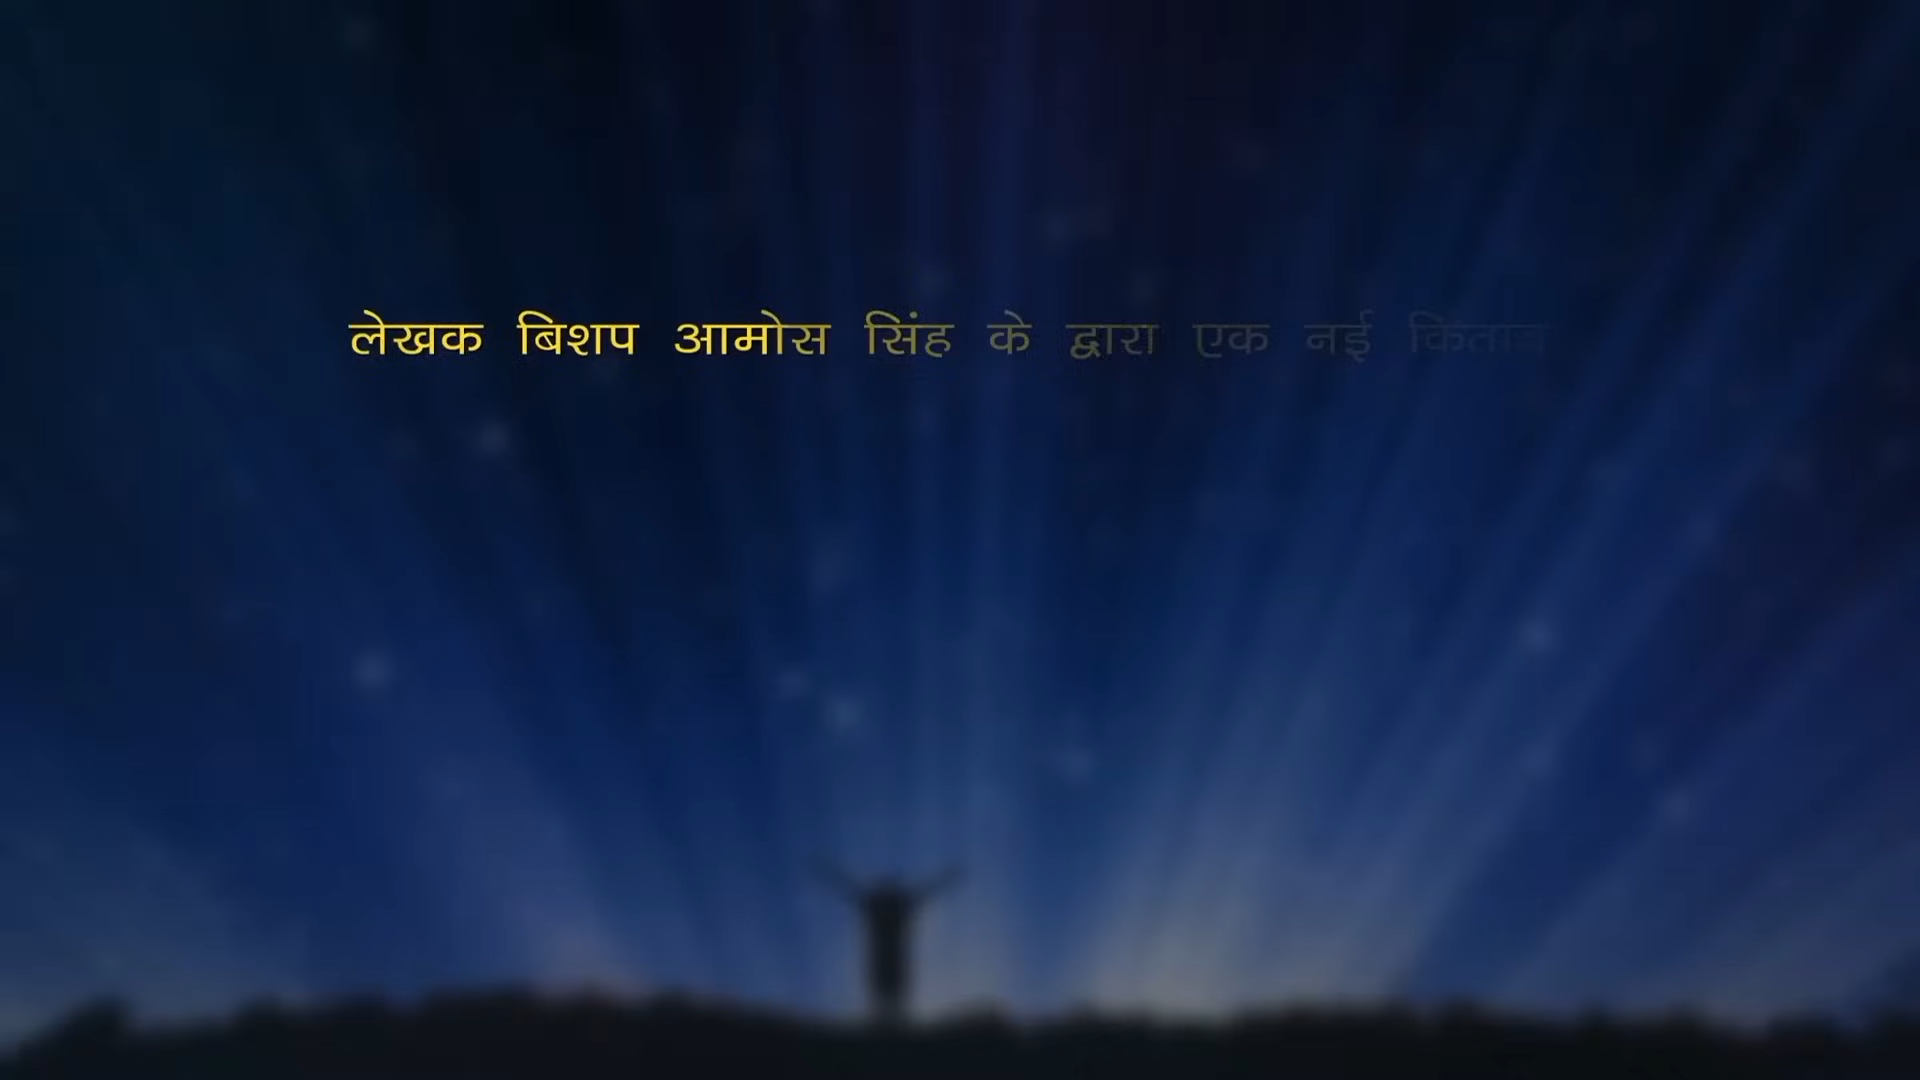 लेखक बिशप आमोस सिंह के द्वारा एक नई किताब